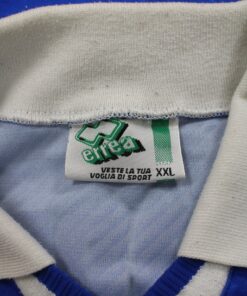 errea
VESTE LA TUA
VOGLIA DI SPORT
XXL